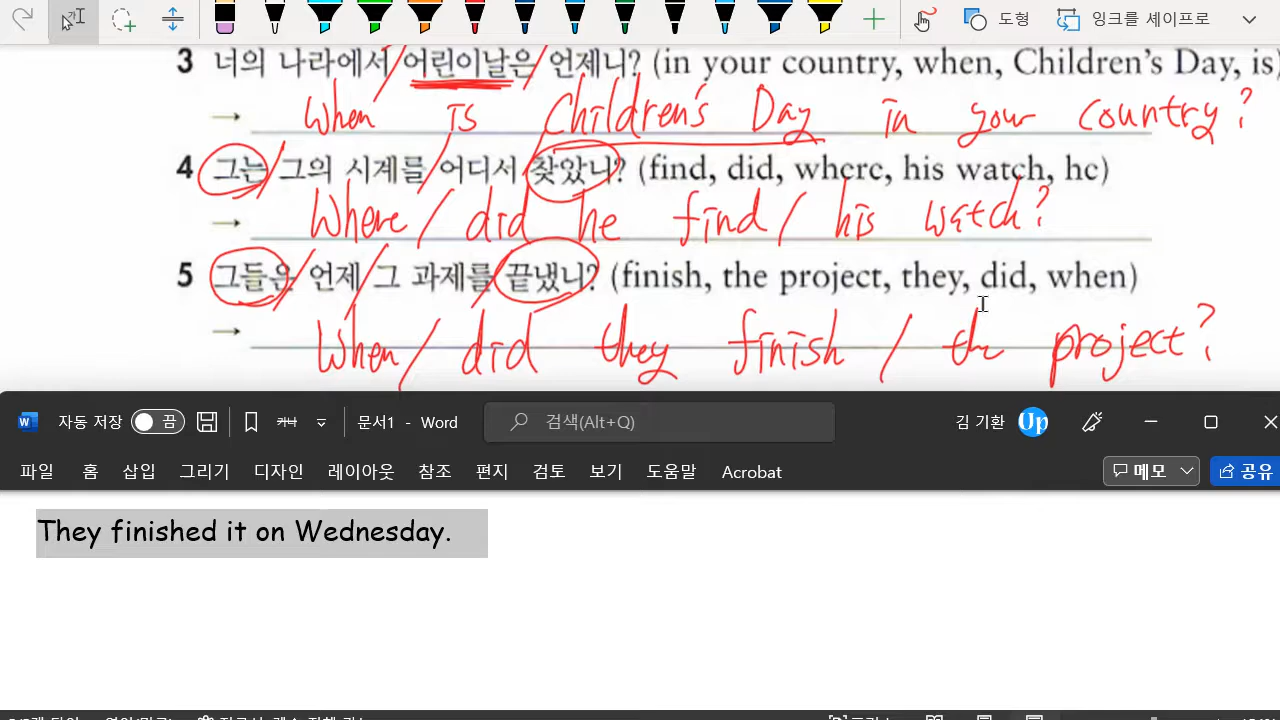 도형 잉크를 셰이프로
3 너의 나라에서 어린이날은 언제니? (in your country, when, Children's Day, is)
→ When is Children's Day in your country?
4 그는 그의 시계를 어디서 찾았니? (find, did, where, his watch, he)
→ Where / did he find / his watch?
5 그들은 언제 그 과제를 끝냈니? (finish, the project, they, did, when)
→ When / did they finish / the project?
자동 저장 끔 문서1 - Word 검색(Alt+Q) 김 기환 Up
파일 홈 삽입 그리기 디자인 레이아웃 참조 편지 검토 보기 도움말 Acrobat 메모 공유
They finished it on Wednesday.